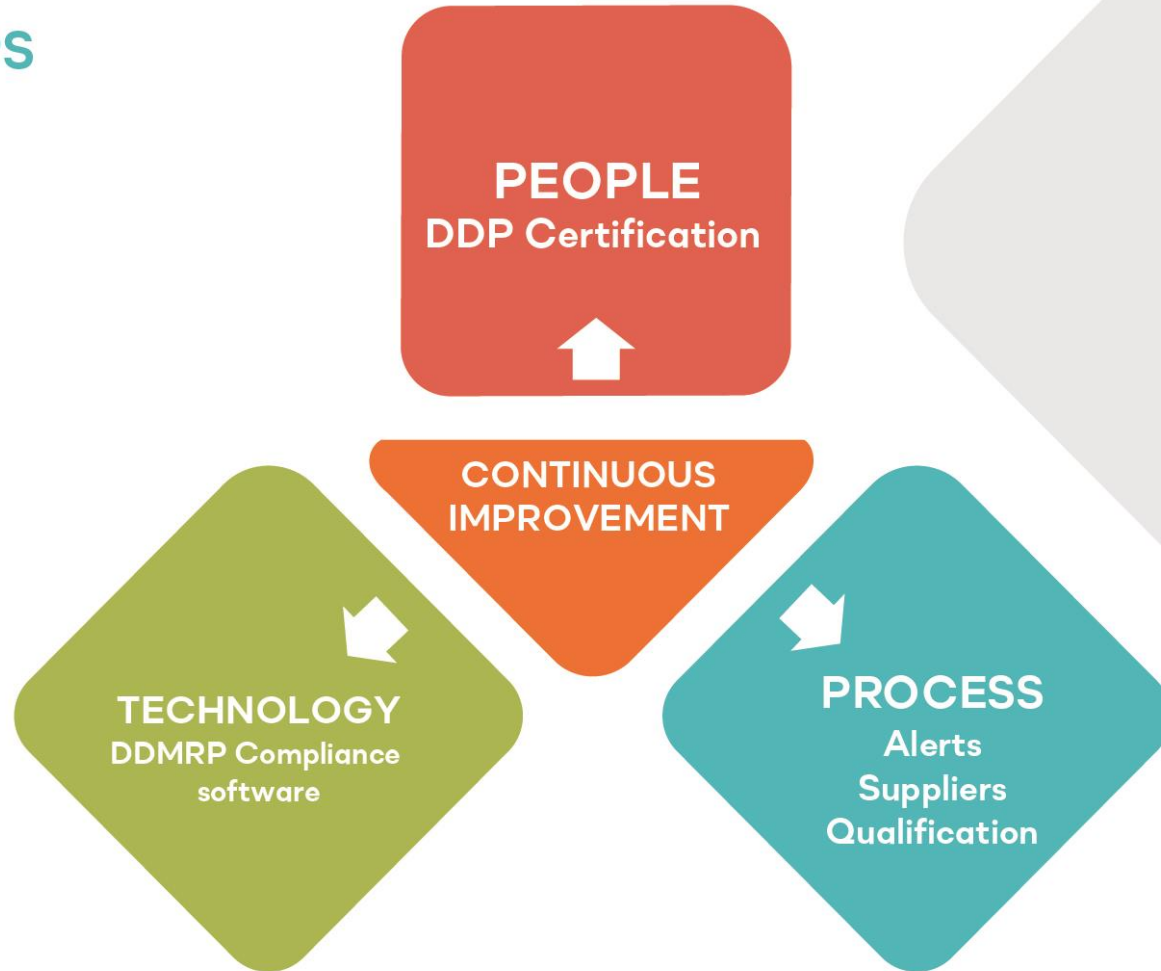 PEOPLE
DDP Certification
CONTINUOUS
IMPROVEMENT
TECHNOLOGY
DDMRP Compliance
software
PROCESS
Alerts
Suppliers
Qualification